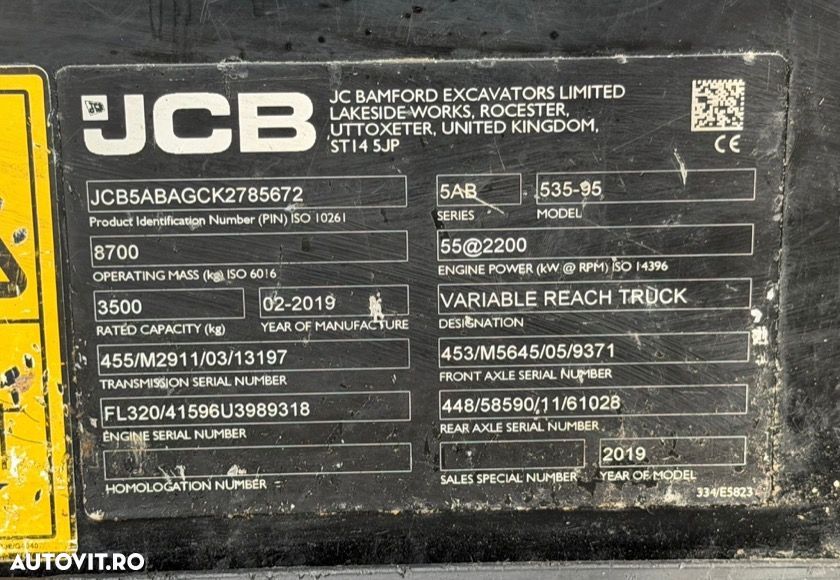 JCB
JC BAMFORD EXCAVATORS LIMITED
LAKESIDE WORKS, ROCESTER,
UTTOXETER, UNITED KINGDOM,
ST14 5JP
CE
JCB5ABAGCK2785672
Product Identification Number (PIN) ISO 10261
5AB
SERIES
535-95
MODEL
8700
OPERATING MASS (kg) ISO 6016
55@2200
ENGINE POWER (kW @ RPM) ISO 14396
3500
RATED CAPACITY (kg)
02-2019
YEAR OF MANUFACTURE
VARIABLE REACH TRUCK
DESIGNATION
455/M2911/03/13197
TRANSMISSION SERIAL NUMBER
453/M5645/05/9371
FRONT AXLE SERIAL NUMBER
FL320/41596U3989318
ENGINE SERIAL NUMBER
448/58590/11/61028
REAR AXLE SERIAL NUMBER
HOMOLOGATION NUMBER
SALES SPECIAL NUMBER
2019
YEAR OF MODEL
334/E5823
AUTOVIT.RO